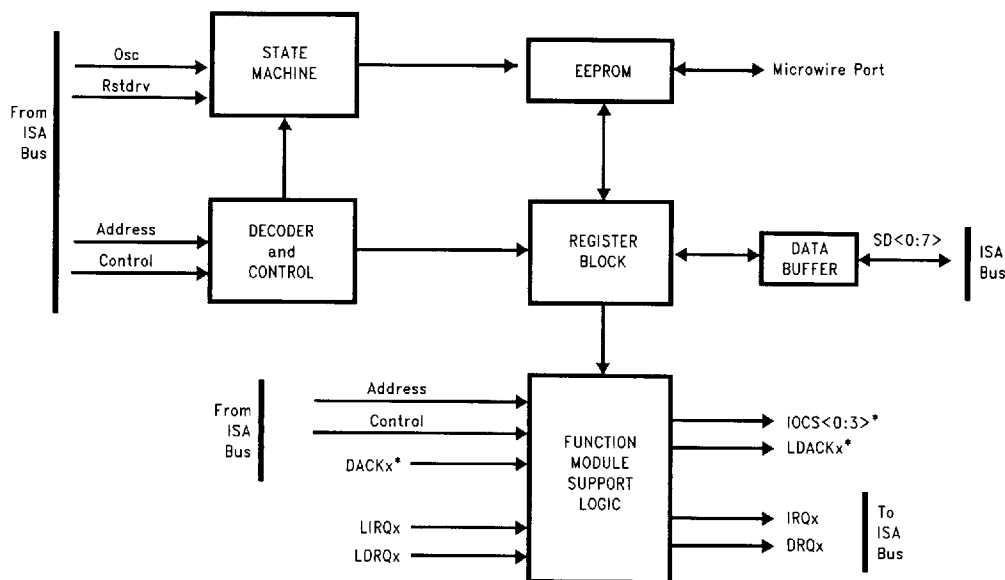 Osc
Rstdrv
STATE
MACHINE
EEPROM
Microwire Port
From
ISA
Bus
Address
Control
DECODER
and
CONTROL
REGISTER
BLOCK
DATA
BUFFER
SD<0:7>
ISA
Bus
From
ISA
Bus
Address
Control
DACKx*
LIRQx
LDRQx
FUNCTION
MODULE
SUPPORT
LOGIC
IOCS<0:3>*
LDACKx*
IRQx
DRQx
To
ISA
Bus